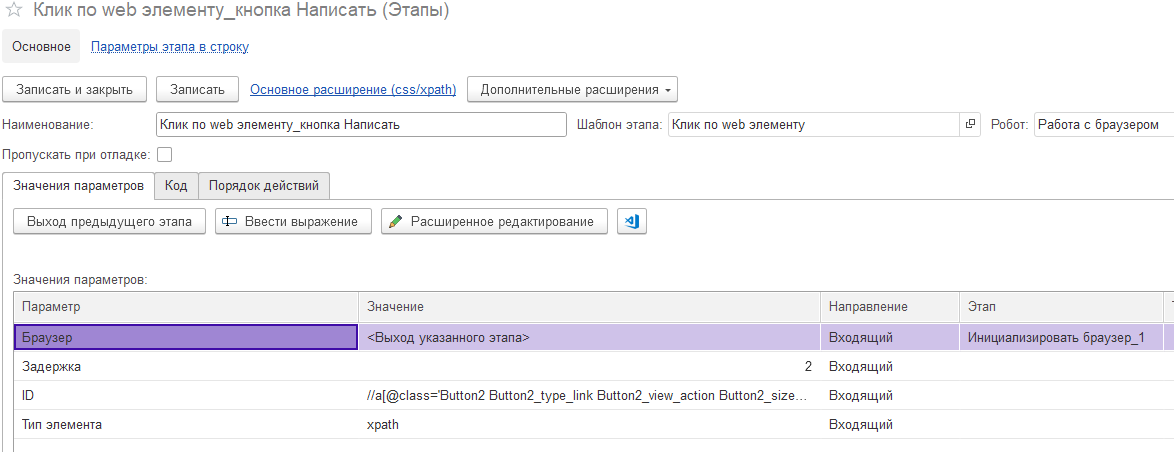 Клик по web элементу_кнопка Написать (Этапы)
Основное Параметры этапа в строку
Записать и закрыть Записать Основное расширение (css/xpath) Дополнительные расширения
Наименование: Клик по web элементу_кнопка Написать Шаблон этапа: Клик по web элементу Робот: Работа с браузером
Пропускать при отладке:
Значения параметров Код Порядок действий
Выход предыдущего этапа Ввести выражение Расширенное редактирование
Значения параметров:
Параметр Значение Направление Этап
Браузер <Выход указанного этапа> Входящий Инициализировать браузер_1
Задержка 2 Входящий
ID //a[@class='Button2 Button2_type_link Button2_view_action Button2_size... Входящий
Тип элемента xpath Входящий